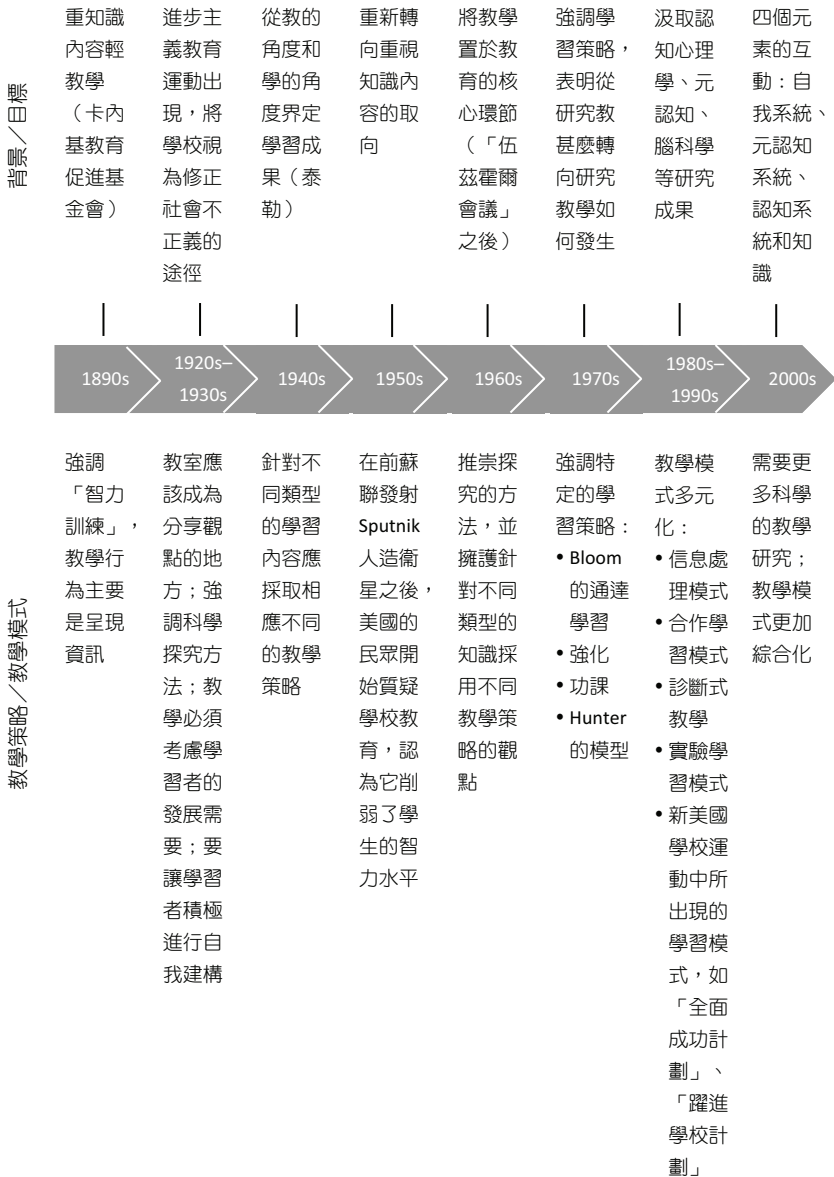 背景／目標
重知識
內容輕
教學
（卡內
基教育
促進基
金會）
進步主
義教育
運動出
現，將
學校視
為修正
社會不
正義的
途徑
從教的
角度和
學的角
度界定
學習成
果（泰
勒）
重新轉
向重視
知識內
容的取
向
將教學
置於教
育的核
心環節
（「伍
茲霍爾
會議」
之後）
強調學
習策略，
表明從
研究教
甚麼轉
向研究
教學如
何發生
汲取認
知心理
學、元
認知、
腦科學
等研究
成果
四個元
素的互
動：自
我系統、
元認知
系統、
認知系
統和知
識
1890s
1920s–
1930s
1940s
1950s
1960s
1970s
1980s–
1990s
2000s
教學策略／教學模式
強調
「智力
訓練」，
教學行
為主要
是呈現
資訊
教室應
該成為
分享觀
點的地
方；強
調科學
探究方
法；教
學必須
考慮學
習者的
發展需
要；要
讓學習
者積極
進行自
我建構
針對不
同類型
的學習
內容應
採取相
應不同
的教學
策略
在前蘇
聯發射
Sputnik
人造衞
星之後，
美國的
民眾開
始質疑
學校教
育，認
為它削
弱了學
生的智
力水平
推崇探
究的方
法，並
擁護針
對不同
類型的
知識採
用不同
教學策
略的觀
點
強調特
定的學
習策略：
• Bloom
的通達
學習
• 強化
• 功課
• Hunter
的模型
教學模
式多元
化：
• 信息處
理模式
• 合作學
習模式
• 診斷式
教學
• 實驗學
習模式
• 新美國
學校運
動中所
出現的
學習模
式，如
「全面
成功計
劃」、
「躍進
學校計
劃」
需要更
多科學
的教學
研究；
教學模
式更加
綜合化